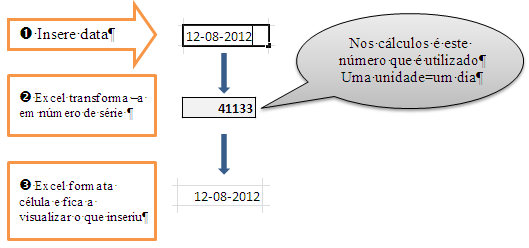 ❶ Insere data¶
12-08-2012
Nos cálculos é este
número que é utilizado¶
Uma unidade=um dia¶
❷ Excel transforma –a
em número de série ¶
41133
❸ Excel formata
célula e fica a
visualizar o que inseriu¶
12-08-2012